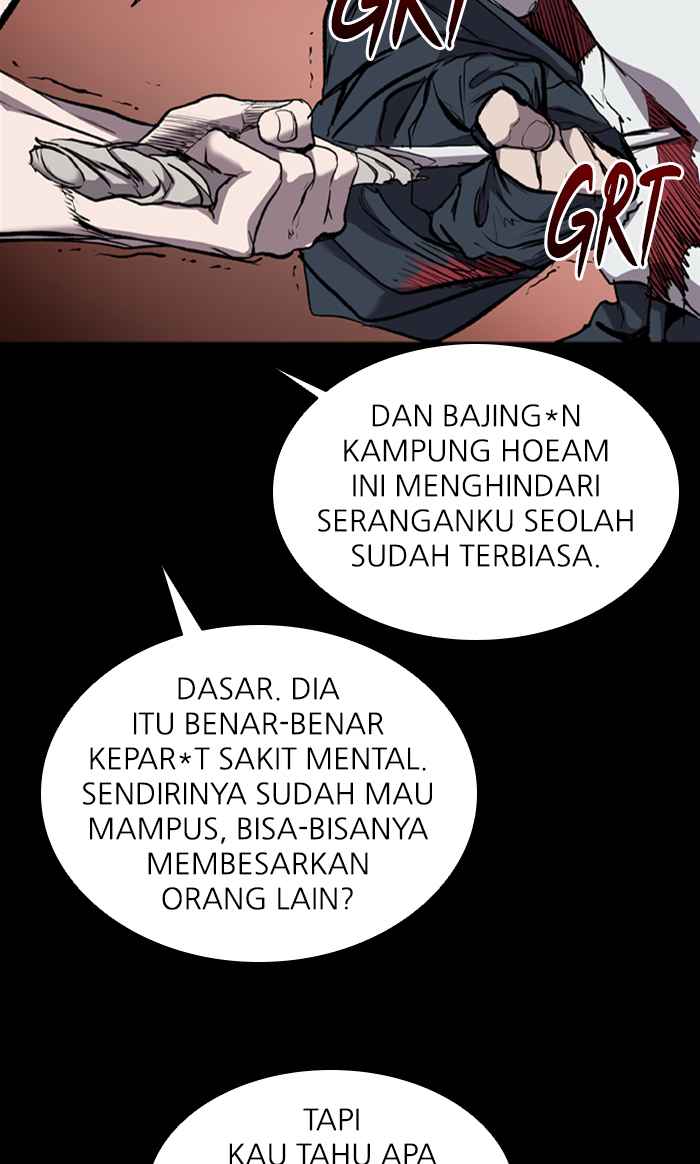 GRT
GRT
DAN BAJING*N
KAMPUNG HOEAM
INI MENGHINDARI
SERANGANKU SEOLAH
SUDAH TERBIASA.
DASAR. DIA
ITU BENAR-BENAR
KEPAR*T SAKIT MENTAL.
SENDIRINYA SUDAH MAU
MAMPUS, BISA-BISANYA
MEMBESARKAN
ORANG LAIN?
TAPI
KAU TAHU APA